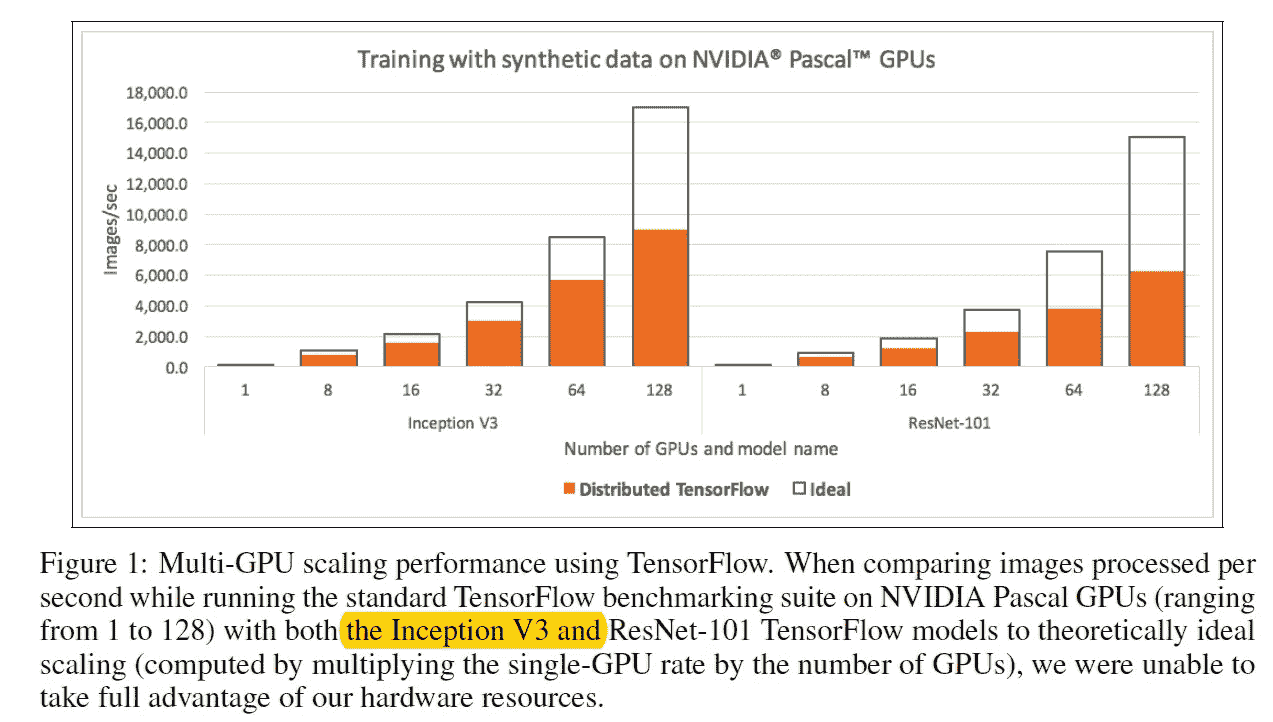 Training with synthetic data on NVIDIA® Pascal™ GPUs
Images/sec
18,000.0
16,000.0
14,000.0
12,000.0
10,000.0
8,000.0
6,000.0
4,000.0
2,000.0
0.0
1 8 16 32 64 128 1 8 16 32 64 128
Inception V3 ResNet-101
Number of GPUs and model name
Distributed TensorFlow Ideal
Figure 1: Multi-GPU scaling performance using TensorFlow. When comparing images processed per
second while running the standard TensorFlow benchmarking suite on NVIDIA Pascal GPUs (ranging
from 1 to 128) with both the Inception V3 and ResNet-101 TensorFlow models to theoretically ideal
scaling (computed by multiplying the single-GPU rate by the number of GPUs), we were unable to
take full advantage of our hardware resources.